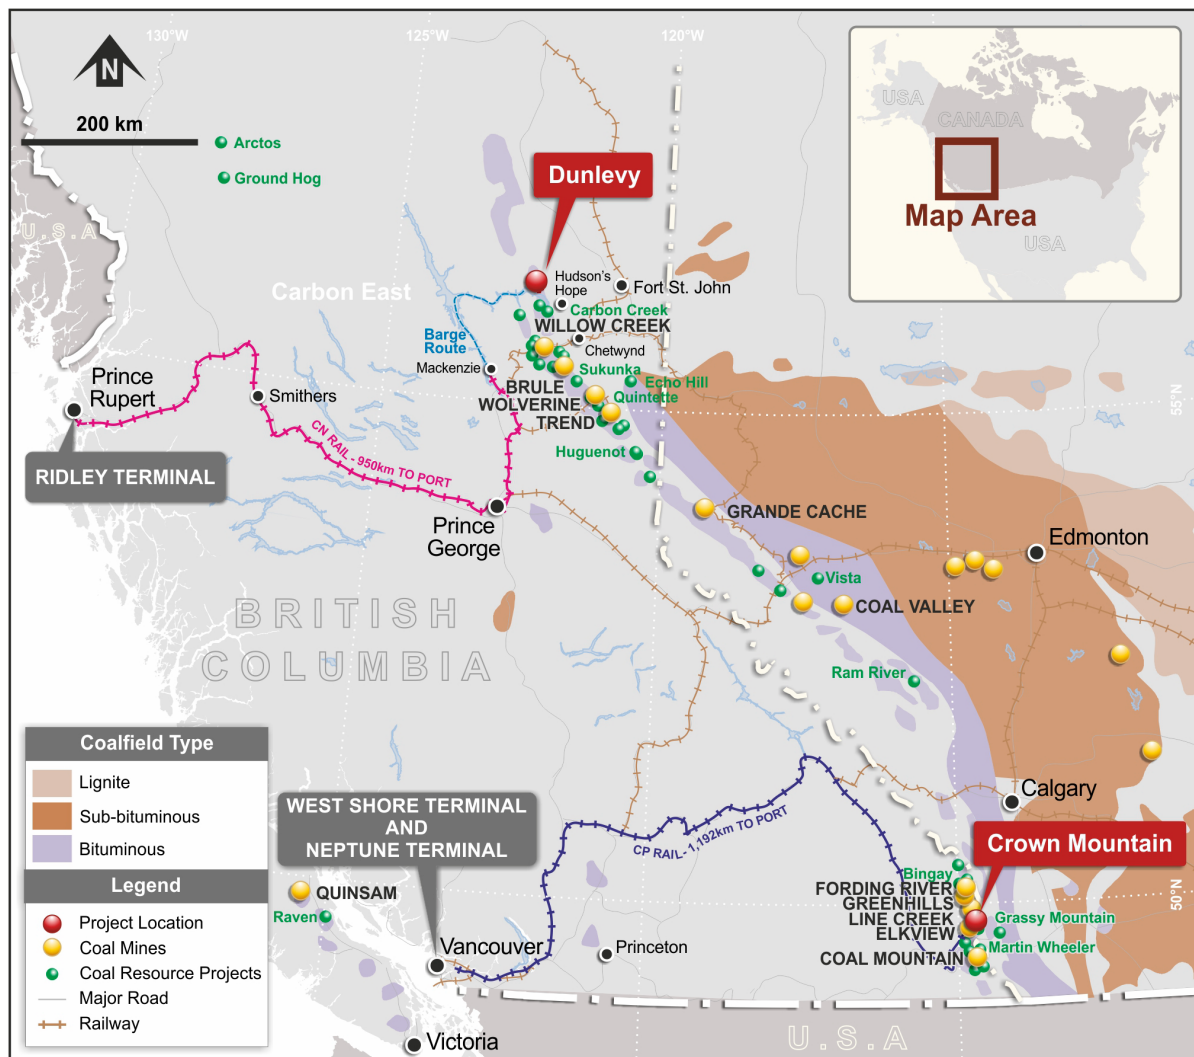 130°W
125°W
120°W
N
200 km
Arctos
Ground Hog
U.S.A
USA
CANADA
Map Area
USA
Dunlevy
Hudson's
Hope
Fort St. John
Carbon East
Carbon Creek
WILLOW CREEK
Barge
Route
Chetwynd
Mackenzie
Sukunka
Echo Hill
BRULE
Quintette
WOLVERINE
TREND
55°N
Prince
Rupert
Smithers
CN RAIL - 950km TO PORT
RIDLEY TERMINAL
Huguenot
Prince
George
GRANDE CACHE
Edmonton
Vista
COAL VALLEY
BRITISH
COLUMBIA
Ram River
Coalfield Type
Lignite
Sub-bituminous
Bituminous
Legend
Project Location
Coal Mines
Coal Resource Projects
Major Road
Railway
WEST SHORE TERMINAL
AND
NEPTUNE TERMINAL
CP RAIL - 1,192km TO PORT
Calgary
Crown Mountain
Bingay
FORDING RIVER
GREENHILLS
LINE CREEK
ELKVIEW
COAL MOUNTAIN
Grassy Mountain
Martin Wheeler
50°N
QUINSAM
Raven
Vancouver
Princeton
Victoria
U.S.A